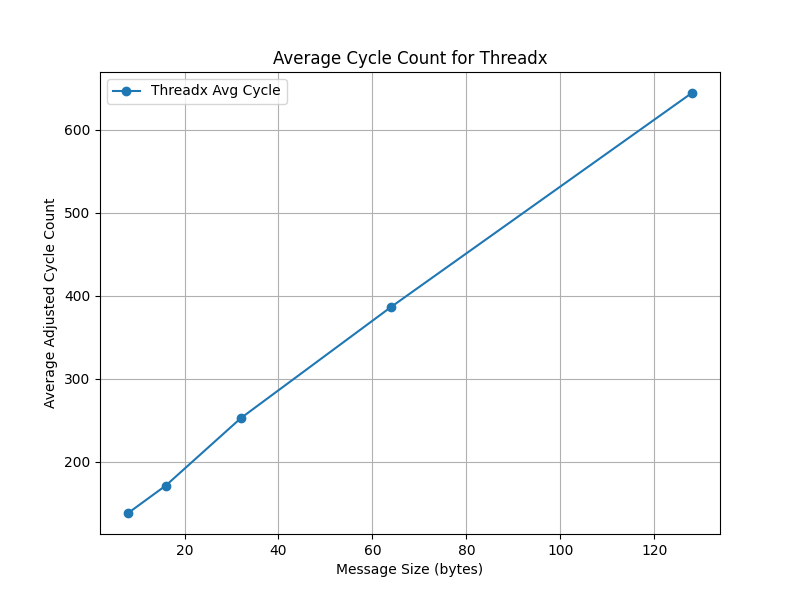 Average Cycle Count for Threadx
Threadx Avg Cycle
Average Adjusted Cycle Count
600
500
400
300
200
20 40 60 80 100 120
Message Size (bytes)